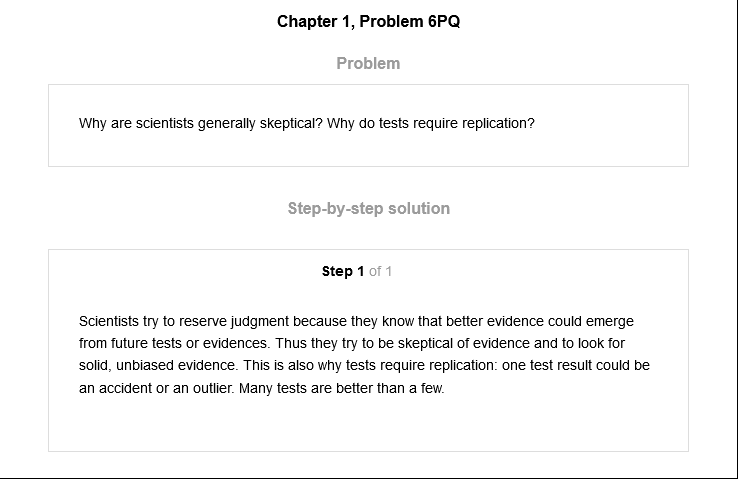 Chapter 1, Problem 6PQ
Problem
Why are scientists generally skeptical? Why do tests require replication?
Step-by-step solution
Step 1 of 1
Scientists try to reserve judgment because they know that better evidence could emerge
from future tests or evidences. Thus they try to be skeptical of evidence and to look for
solid, unbiased evidence. This is also why tests require replication: one test result could be
an accident or an outlier. Many tests are better than a few.